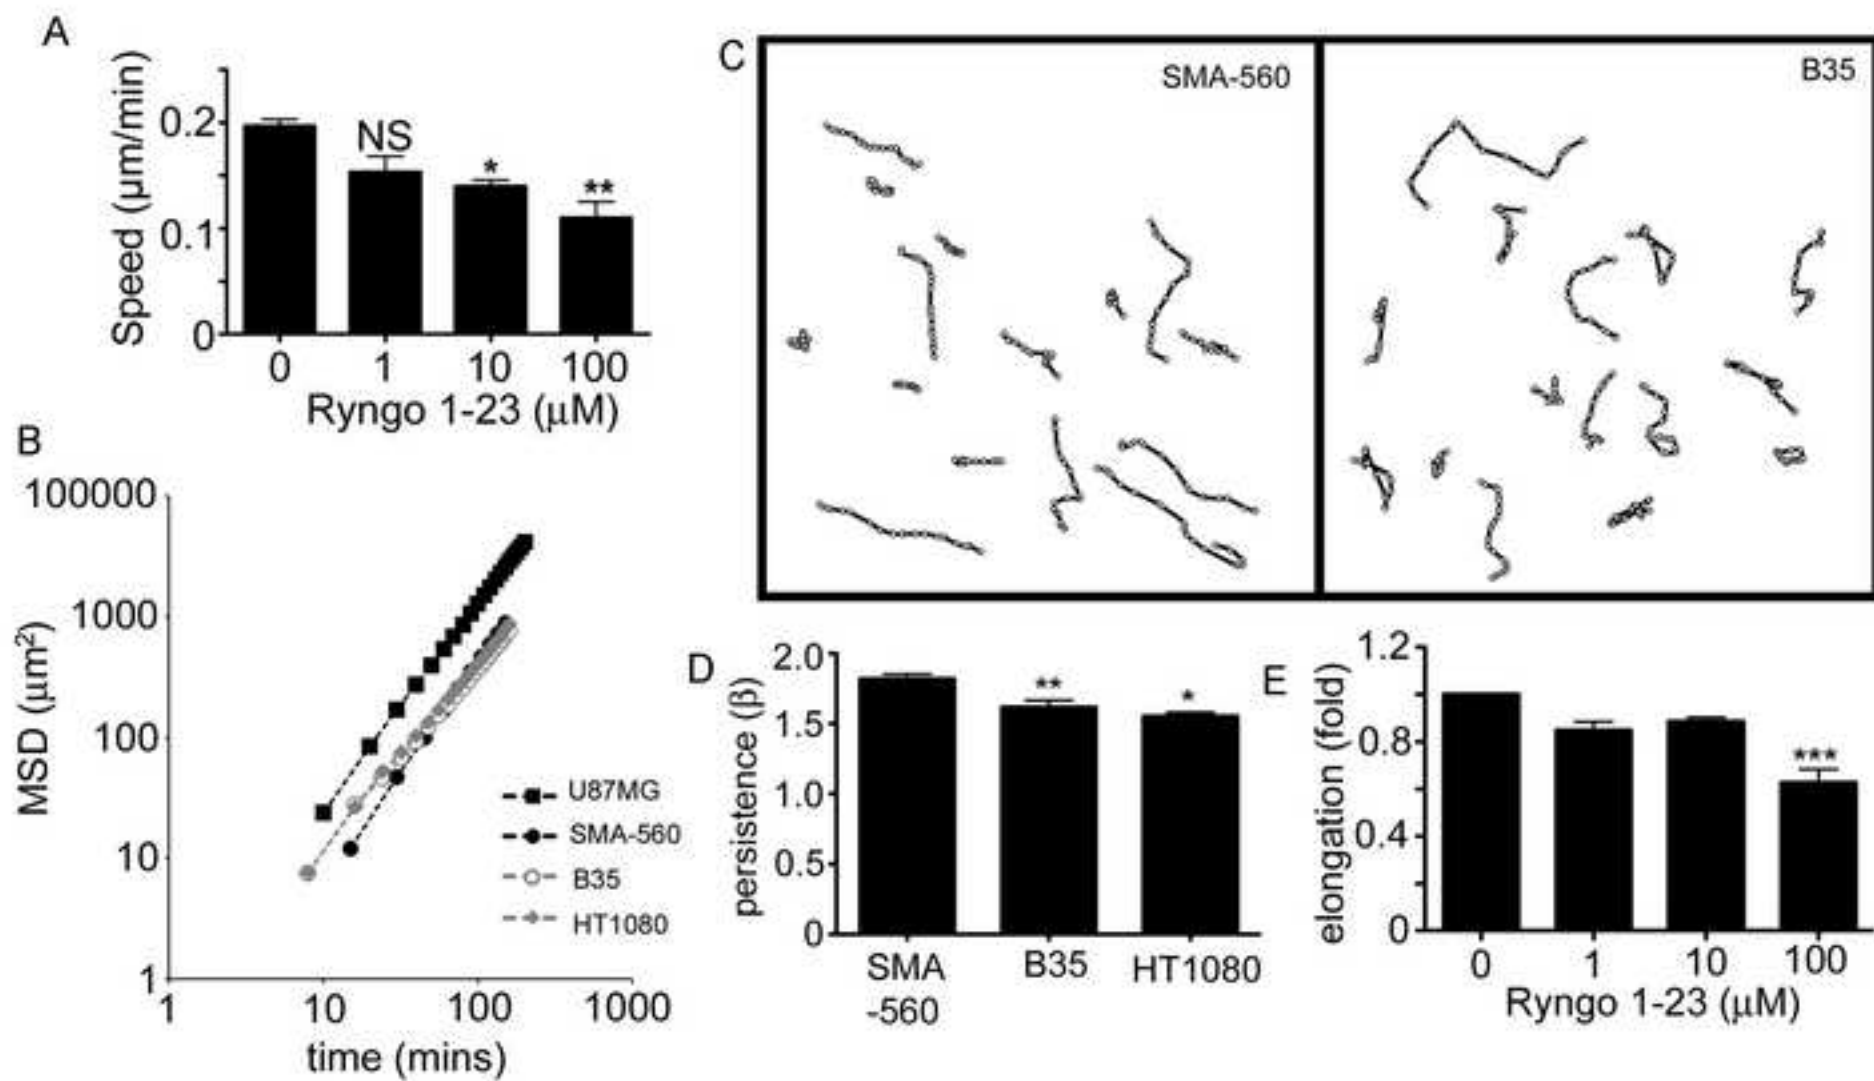 A
Speed (μm/min)
0.2
0.1
0
NS
*
**
0 1 10 100
Ryngo 1-23 (μM)
B
MSD (μm²)
100000
1000
100
10
1
1 10 100 1000
time (mins)
U87MG
SMA-560
B35
HT1080
C
SMA-560
B35
D
persistence (β)
2.0
1.5
1.0
0.5
0
**
*
SMA
-560
B35
HT1080
E
elongation (fold)
1.2
0.8
0.4
0
***
0 1 10 100
Ryngo 1-23 (μM)